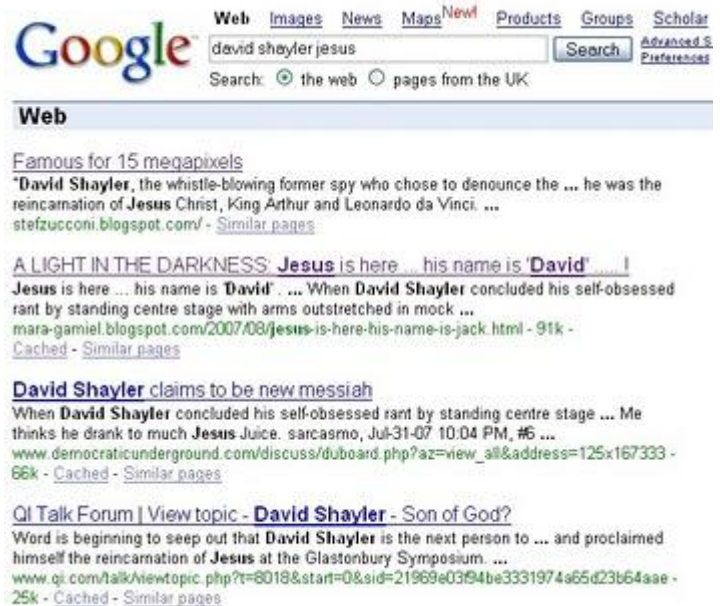 Web Images News Maps New! Products Groups Scholar
Google david shayler jesus Search Advanced S
Preferences
Search: the web pages from the UK
Web
Famous for 15 megapixels
"David Shayler, the whistle-blowing former spy who chose to denounce the ... he was the
reincarnation of Jesus Christ, King Arthur and Leonardo da Vinci. ...
stefzucconi.blogspot.com/ - Similar pages
A LIGHT IN THE DARKNESS: Jesus is here ... his name is 'David' ..... !
Jesus is here ... his name is 'David' . ... When David Shayler concluded his self-obsessed
rant by standing centre stage with arms outstretched in mock ...
mara-gamiel.blogspot.com/2007/08/jesus-is-here-his-name-is-jack.html - 91k -
Cached - Similar pages
David Shayler claims to be new messiah
When David Shayler concluded his self-obsessed rant by standing centre stage ... Me
thinks he drank to much Jesus Juice. sarcasmo, Jul-31-07 10:04 PM, #6 ...
www.democraticunderground.com/discuss/duboard.php?az=view_all&address=125x167333 -
66k - Cached - Similar pages
QI Talk Forum | View topic - David Shayler - Son of God?
Word is beginning to seep out that David Shayler is the next person to ... and proclaimed
himself the reincarnation of Jesus at the Glastonbury Symposium. ...
www.qi.com/talk/viewtopic.php?t=8018&start=0&sid=21969e03f94be3331974a65d23b64aae -
25k - Cached - Similar pages